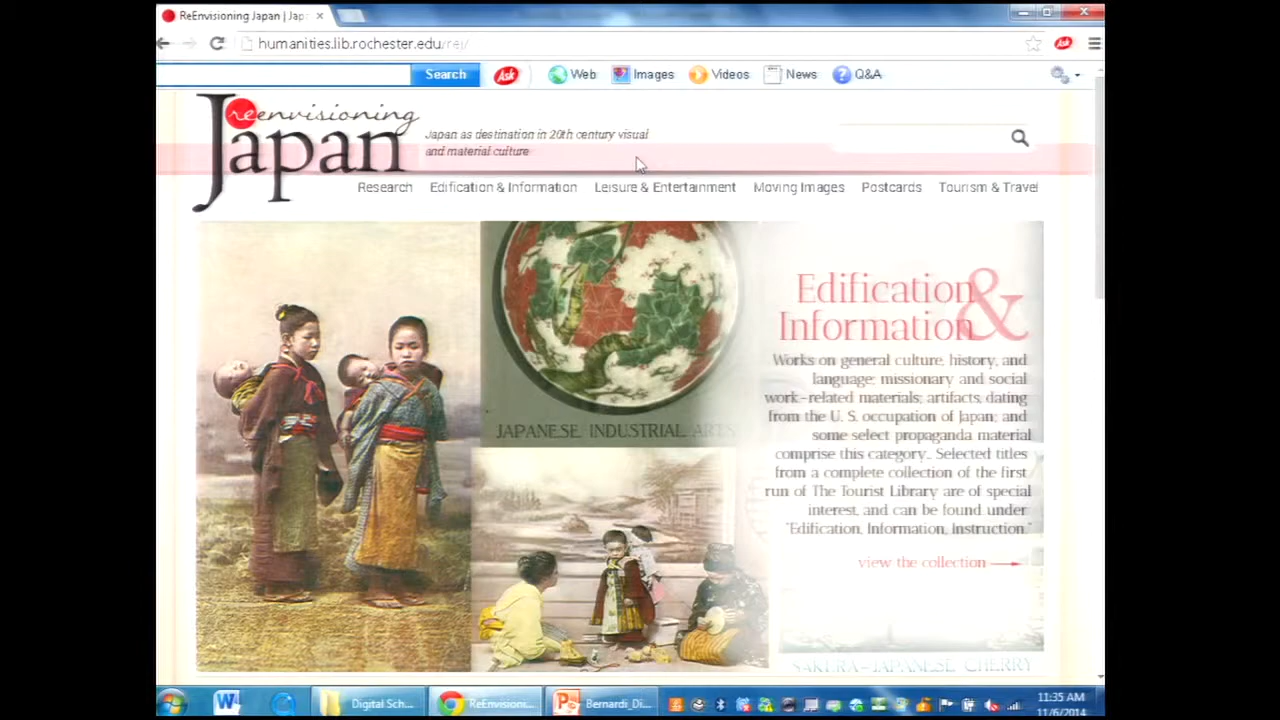 ReEnvisioning Japan | Jap
humanities.lib.rochester.edu/rej/
Search
Ask
Web
Images
Videos
News
Q&A
Ask
reenvisioning
Japan
Japan as destination in 20th century visual
and material culture
Research
Edification & Information
Leisure & Entertainment
Moving Images
Postcards
Tourism & Travel
JAPANESE INDUSTRIAL ARTS
Edification &
Information
Works on general culture, history, and
language; missionary and social
work-related materials; artifacts, dating
from the U. S. occupation of Japan; and
some select propaganda material
comprise this category. Selected titles
from a complete collection of the first
run of The Tourist Library are of special
interest, and can be found under
"Edification, Information, Instruction."
view the collection
SAKURA-JAPANESE CHERRY
Digital Sch...
ReEnvisioni...
Bernardi_Di...
11:35 AM
11/6/2014